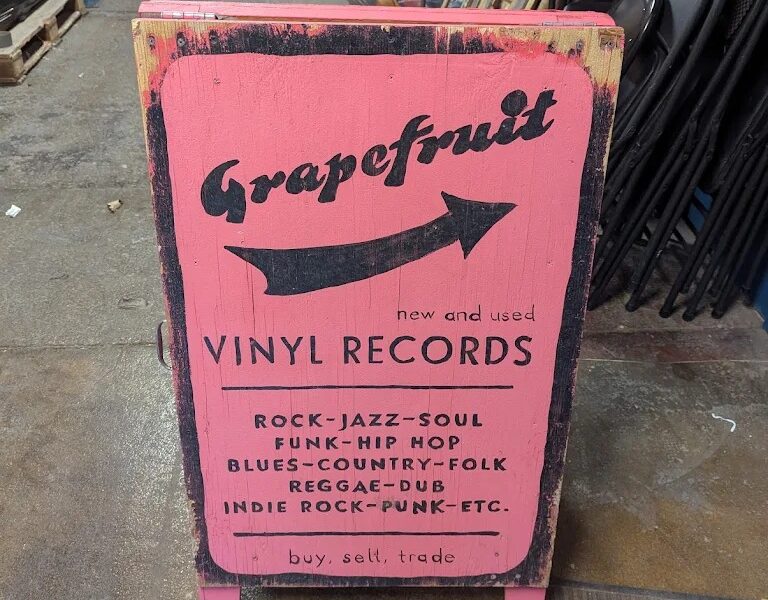 Grapefruit
new and used
VINYL RECORDS
ROCK-JAZZ-SOUL
FUNK-HIP HOP
BLUES-COUNTRY-FOLK
REGGAE-DUB
INDIE ROCK-PUNK-ETC.
buy, sell, trade